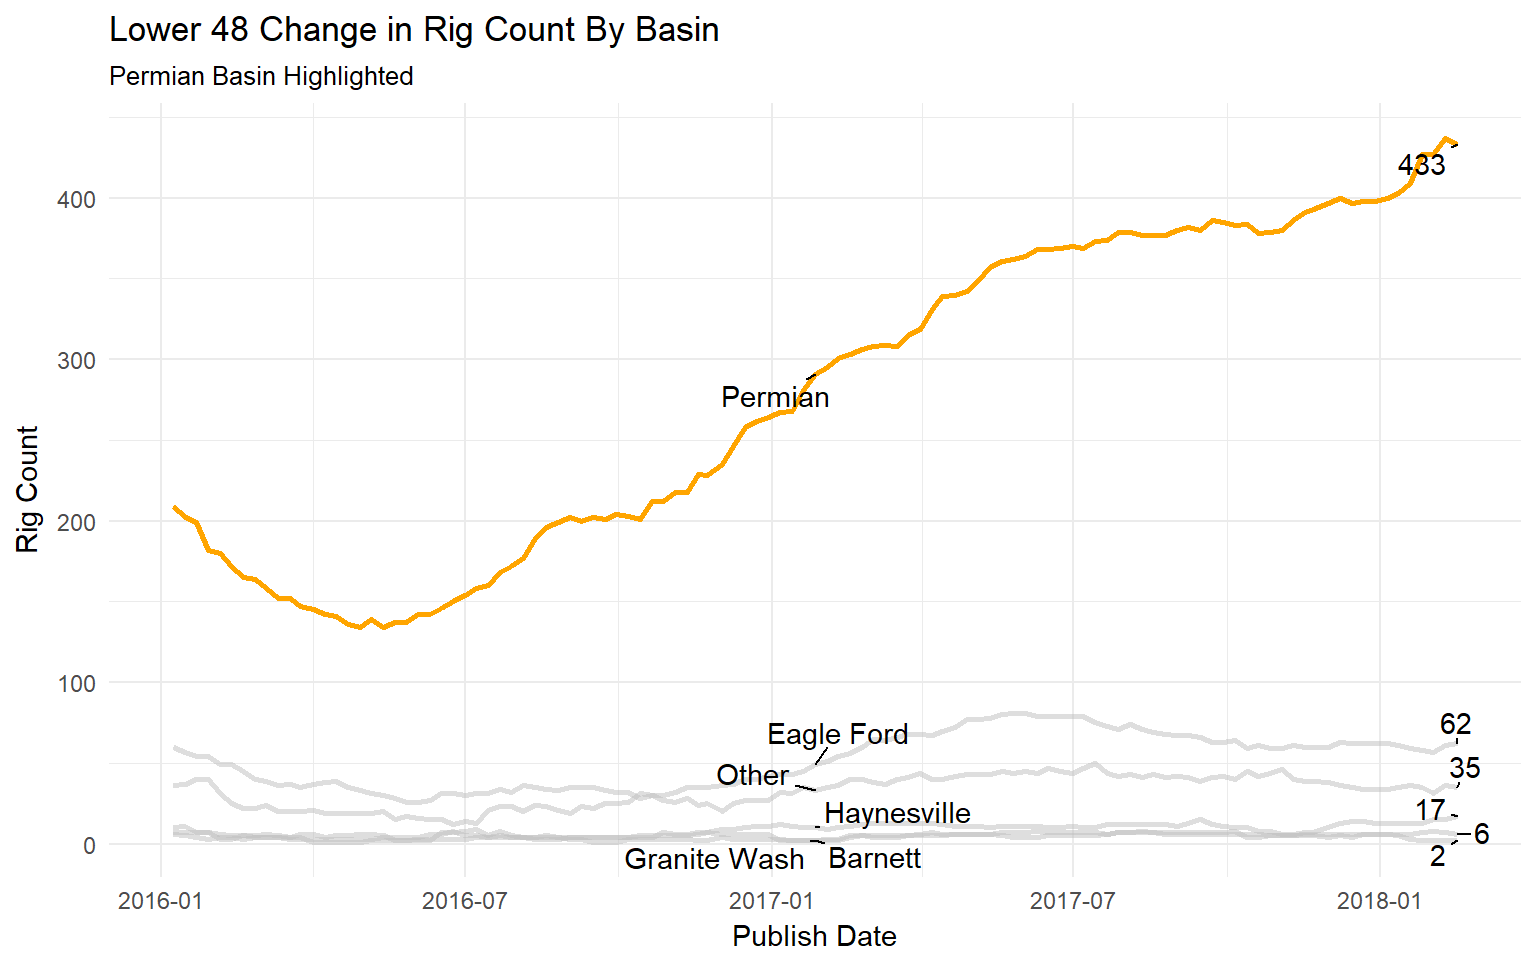 Lower 48 Change in Rig Count By Basin
Permian Basin Highlighted
433
400
300
Permian
Rig Count
200
100
62
Eagle Ford
35
Other
17
Haynesville
6
0
2
Granite Wash
Barnett
2016-01 2016-07 2017-01 2017-07 2018-01
Publish Date